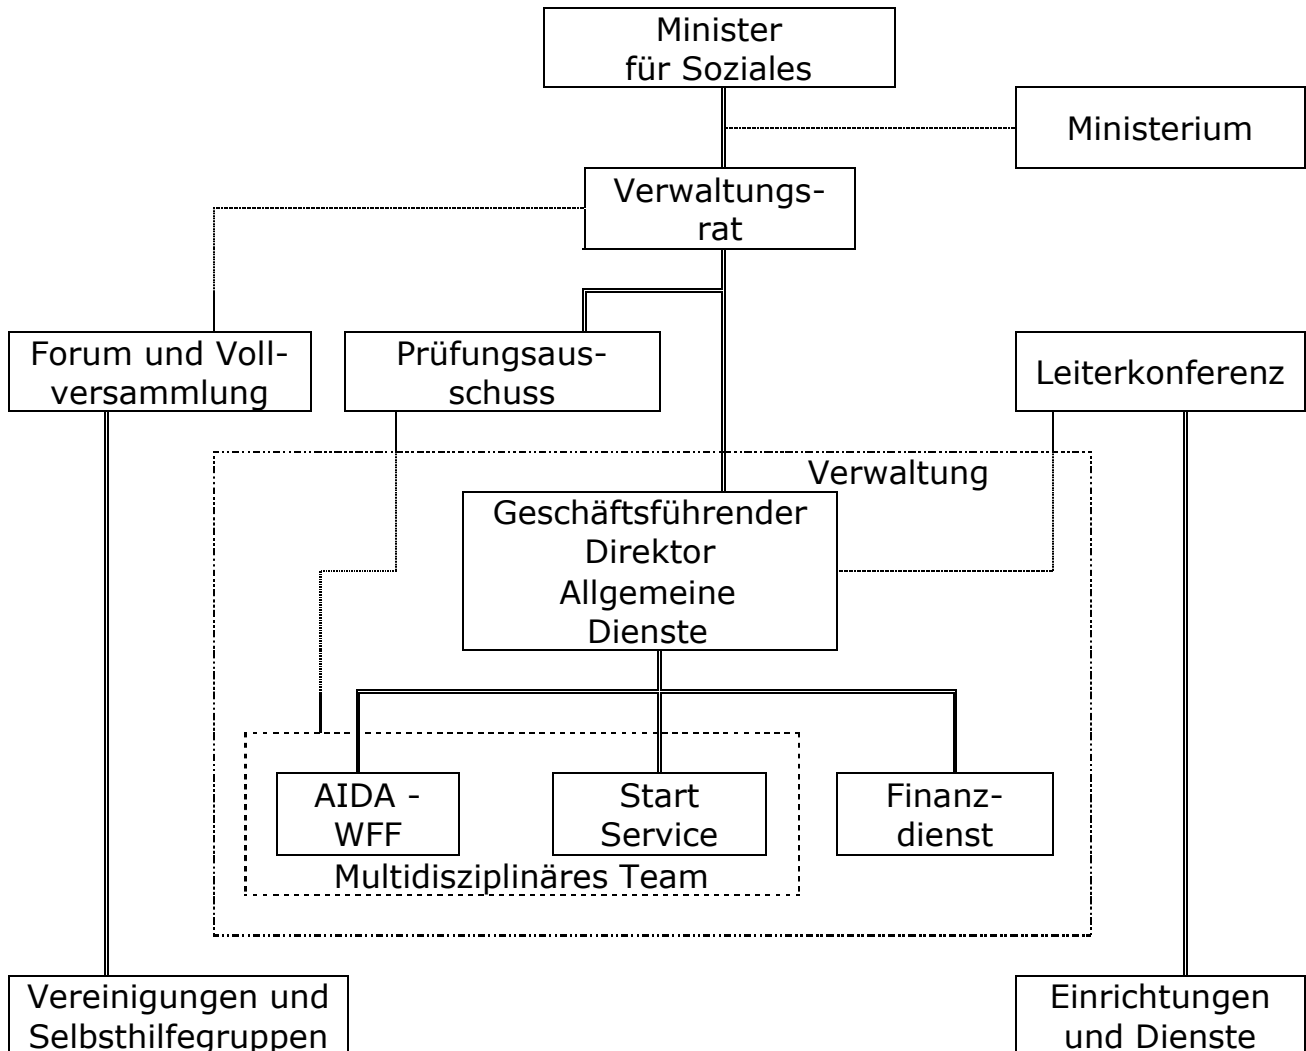 Minister
für Soziales
Ministerium
Verwaltungs-
rat
Forum und Voll-
versammlung
Prüfungsaus-
schuss
Leiterkonferenz
Verwaltung
Geschäftsführender
Direktor
Allgemeine
Dienste
AIDA -
WFF
Start
Service
Finanz-
dienst
Multidisziplinäres Team
Vereinigungen und
Selbsthilfegruppen
Einrichtungen
und Dienste